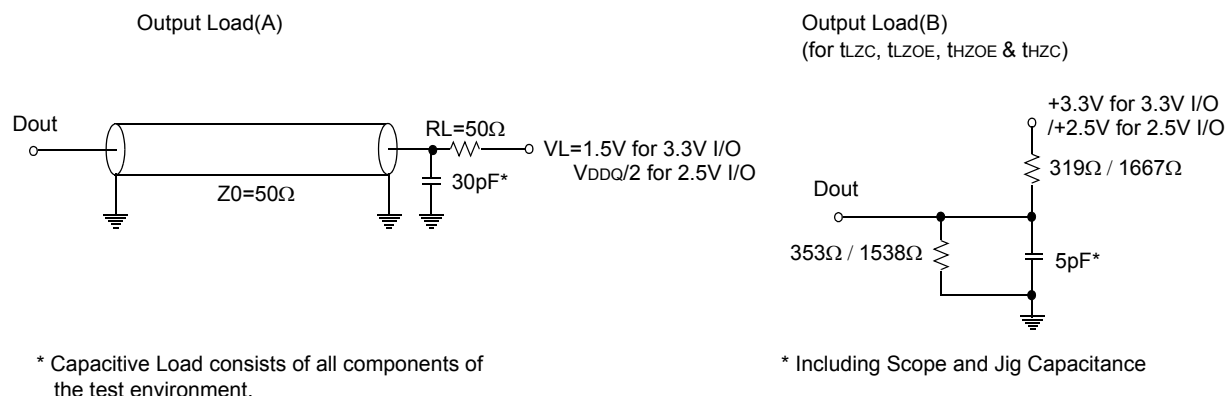 Output Load(A)
Dout
RL=50Ω
VL=1.5V for 3.3V I/O
VDDQ/2 for 2.5V I/O
30pF*
Z0=50Ω
* Capacitive Load consists of all components of
the test environment.
Output Load(B)
(for tLZC, tLZOE, tHZOE & tHZC)
+3.3V for 3.3V I/O
/+2.5V for 2.5V I/O
319Ω / 1667Ω
Dout
353Ω / 1538Ω
5pF*
* Including Scope and Jig Capacitance